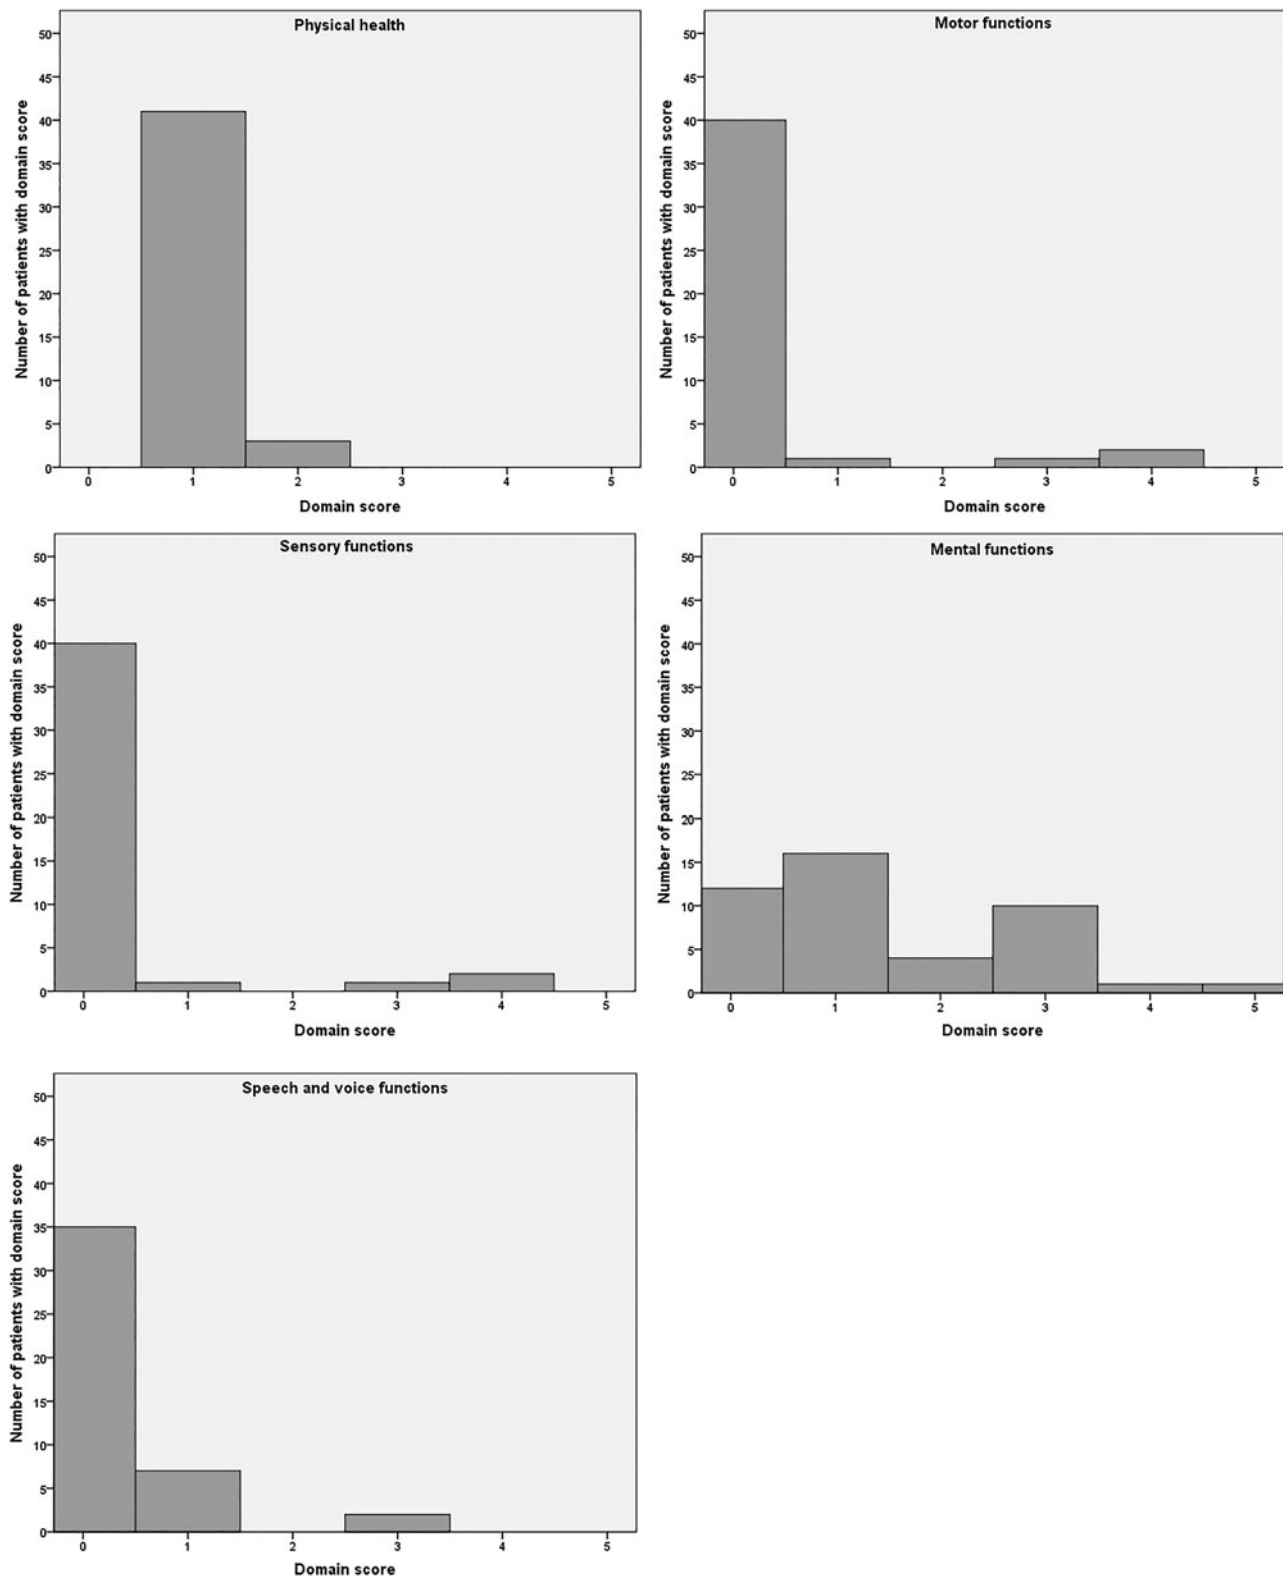 Physical health
50
45
40
35
30
25
20
15
10
5
0
Number of patients with domain score
0 1 2 3 4 5
Domain score
Motor functions
50
45
40
35
30
25
20
15
10
5
0
Number of patients with domain score
0 1 2 3 4 5
Domain score
Sensory functions
50
45
40
35
30
25
20
15
10
5
0
Number of patients with domain score
0 1 2 3 4 5
Domain score
Mental functions
50
45
40
35
30
25
20
15
10
5
0
Number of patients with domain score
0 1 2 3 4 5
Domain score
Speech and voice functions
50
45
40
35
30
25
20
15
10
5
0
Number of patients with domain score
0 1 2 3 4 5
Domain score